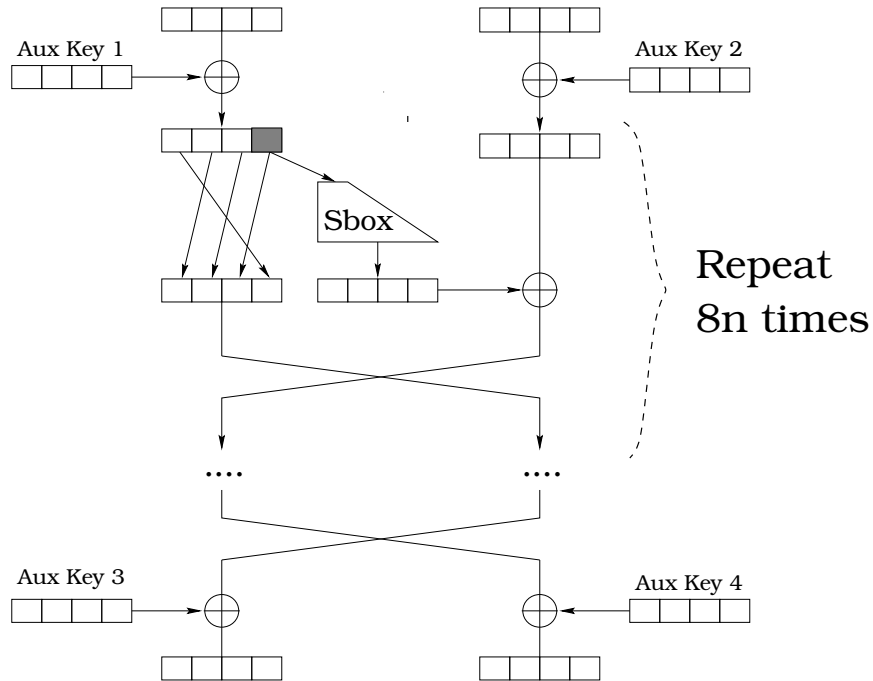 Aux Key 1
Aux Key 2
Sbox
Repeat
8n times
....
....
Aux Key 3
Aux Key 4